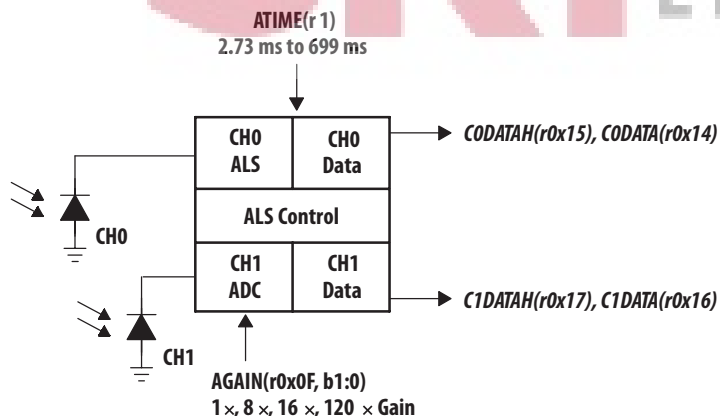 ATIME(r 1)
2.73 ms to 699 ms
CH0
ALS
CH0
Data
C0DATAH(r0x15), C0DATA(r0x14)
ALS Control
CH0
CH1
ADC
CH1
Data
C1DATAH(r0x17), C1DATA(r0x16)
CH1
AGAIN(r0x0F, b1:0)
1×, 8 ×, 16 ×, 120 × Gain